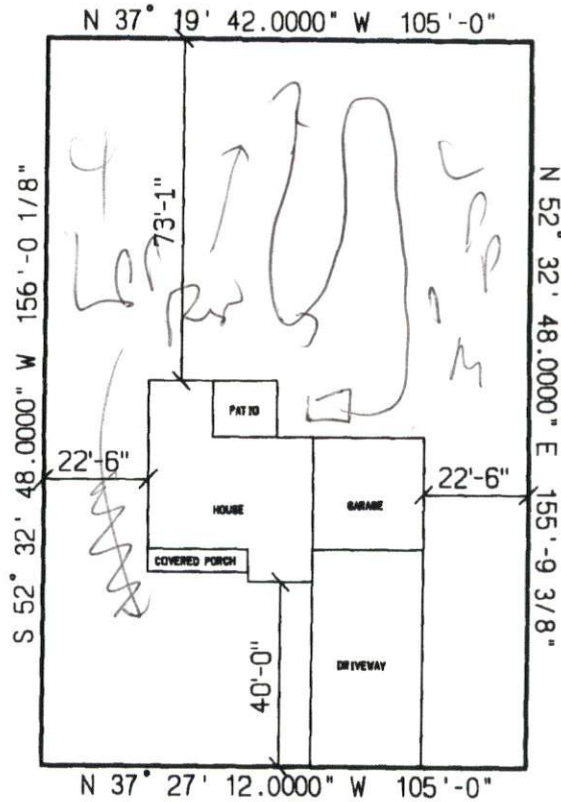 N 37° 19' 42.0000" W 105'-0"
S 52° 32' 48.0000" W 156'-0 1/8"
73'-1"
N 52° 32' 48.0000" E 155'-9 3/8"
PATIO
22'-6"
HOUSE
GARAGE
22'-6"
COVERED PORCH
40'-0"
DRIVEWAY
N 37° 27' 12.0000" W 105'-0"